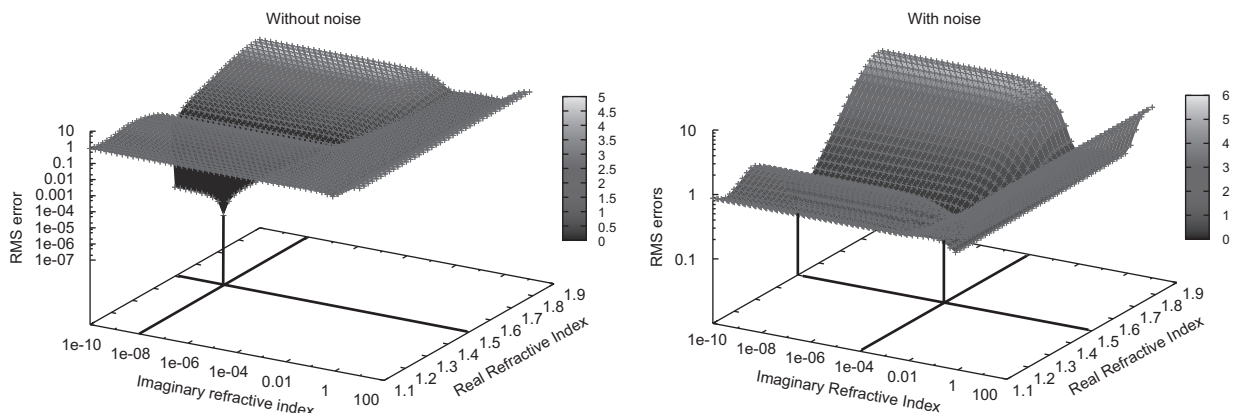 Without noise
RMS error
10
1
0.1
0.01
0.001
1e-04
1e-05
1e-06
1e-07
1e-10
1e-08
1e-06
1e-04
0.01
1
100
Imaginary refractive index
1.1
1.2
1.3
1.4
1.5
1.6
1.7
1.8
1.9
Real Refractive Index
5
4.5
4
3.5
3
2.5
2
1.5
1
0.5
0
With noise
RMS errors
10
1
0.1
1e-10
1e-08
1e-06
1e-04
0.01
1
100
Imaginary Refractive Index
1.1
1.2
1.3
1.4
1.5
1.6
1.7
1.8
1.9
Real Refractive Index
6
5
4
3
2
1
0